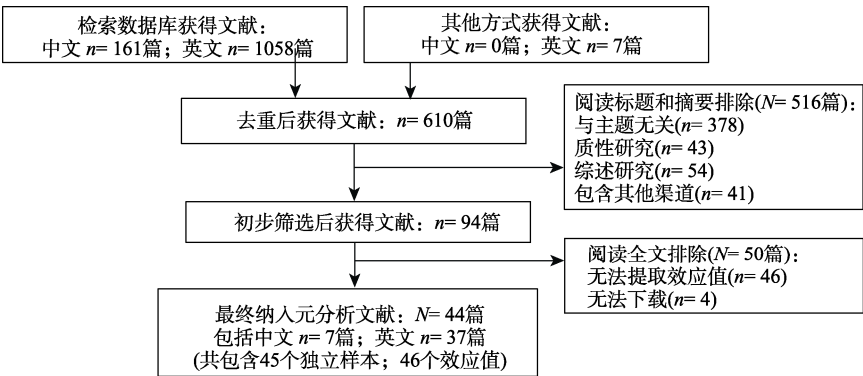 检索数据库获得文献：
中文 n= 161篇；英文 n= 1058篇
其他方式获得文献：
中文 n= 0篇；英文 n= 7篇
去重后获得文献：n= 610篇
阅读标题和摘要排除(N= 516篇)：
与主题无关(n= 378)
质性研究(n= 43)
综述研究(n= 54)
包含其他渠道(n= 41)
初步筛选后获得文献：n= 94篇
阅读全文排除(N= 50篇)：
无法提取效应值(n= 46)
无法下载(n= 4)
最终纳入元分析文献：N= 44篇
包括中文 n= 7篇；英文 n= 37篇
(共包含45个独立样本；46个效应值)